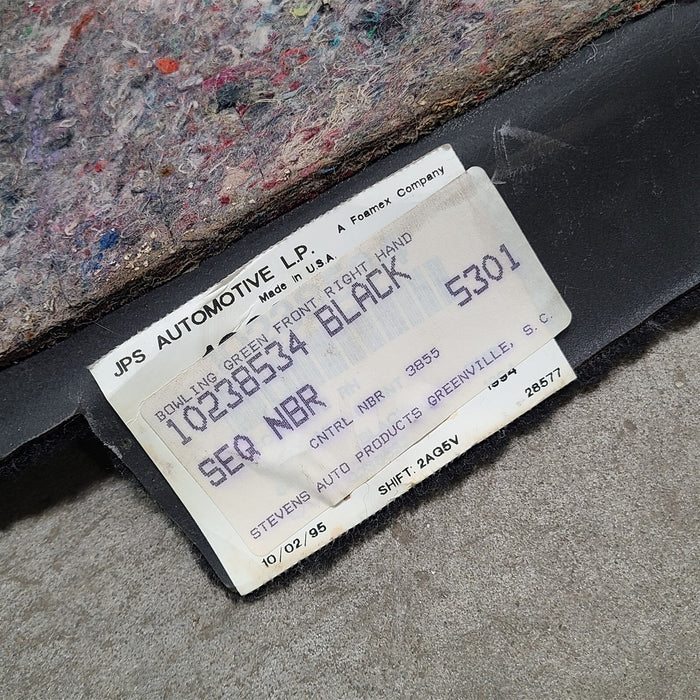 JPS AUTOMOTIVE L.P. A Foamex Company
Made in U.S.A.
BOWLING GREEN FRONT RIGHT HAND
10238534 BLACK 5301
SEQ NBR
CNTRL NBR 3855
STEVENS AUTO PRODUCTS GREENVILLE, S. C.
1994
10/02/95 SHIFT: 2AG5V 28577